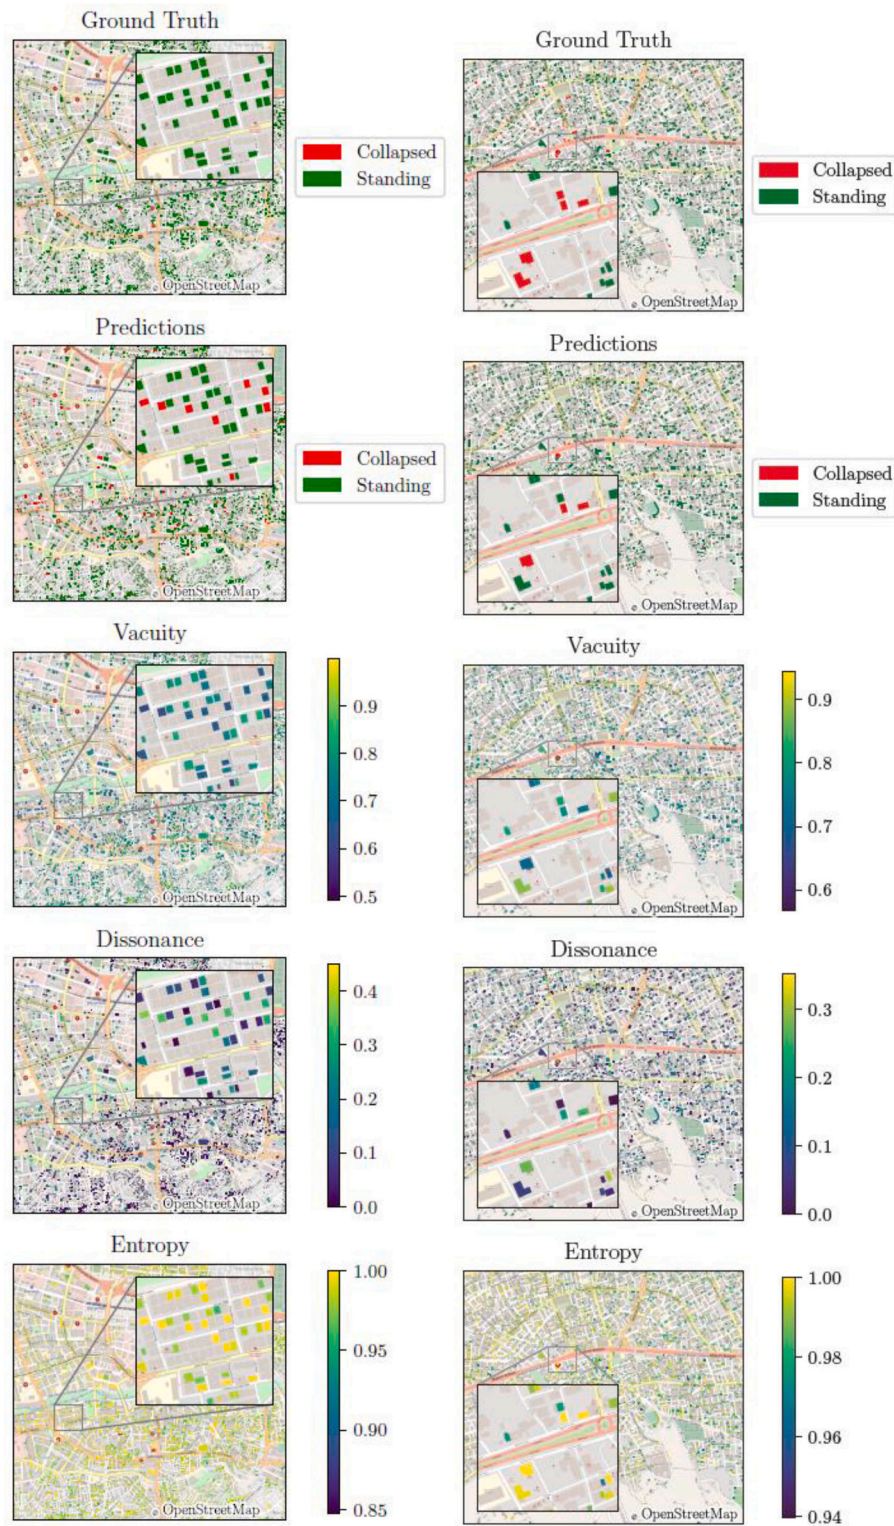 Ground Truth
Collapsed
Standing
© OpenStreetMap
Predictions
Collapsed
Standing
© OpenStreetMap
Vacuity
0.9
0.8
0.7
0.6
0.5
© OpenStreetMap
Dissonance
0.4
0.3
0.2
0.1
0.0
© OpenStreetMap
Entropy
1.00
0.95
0.90
0.85
© OpenStreetMap
Ground Truth
Collapsed
Standing
© OpenStreetMap
Predictions
Collapsed
Standing
© OpenStreetMap
Vacuity
0.9
0.8
0.7
0.6
© OpenStreetMap
Dissonance
0.3
0.2
0.1
0.0
© OpenStreetMap
Entropy
1.00
0.98
0.96
0.94
© OpenStreetMap